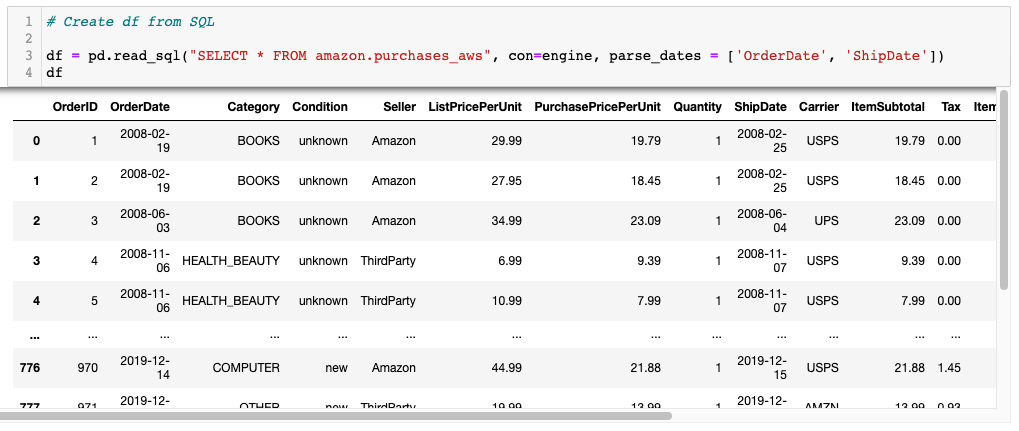 1 # Create df from SQL
2
3 df = pd.read_sql("SELECT * FROM amazon.purchases_aws", con=engine, parse_dates = ['OrderDate', 'ShipDate'])
4 df
OrderID OrderDate Category Condition Seller ListPricePerUnit PurchasePricePerUnit Quantity ShipDate Carrier ItemSubtotal Tax Item
0 1 2008-02-19 BOOKS unknown Amazon 29.99 19.79 1 2008-02-25 USPS 19.79 0.00
1 2 2008-02-19 BOOKS unknown Amazon 27.95 18.45 1 2008-02-25 USPS 18.45 0.00
2 3 2008-06-03 BOOKS unknown Amazon 34.99 23.09 1 2008-06-04 UPS 23.09 0.00
3 4 2008-11-06 HEALTH_BEAUTY unknown ThirdParty 6.99 9.39 1 2008-11-07 USPS 9.39 0.00
4 5 2008-11-06 HEALTH_BEAUTY unknown ThirdParty 10.99 7.99 1 2008-11-07 USPS 7.99 0.00
... ... ... ... ... ... ... ... ... ... ... ... ...
776 970 2019-12-14 COMPUTER new Amazon 44.99 21.88 1 2019-12-15 USPS 21.88 1.45
777 971 2019-12- OTHER new ThirdParty 19.99 13.99 1 2019-12- AMZN 13.99 0.93